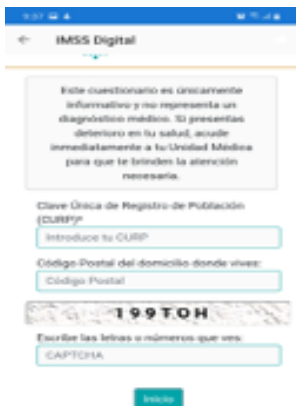 9:37
IMSS Digital
Este cuestionario es únicamente
informativo y no representa un
diagnóstico médico. Si presentas
deterioro en tu salud, acude
inmediatamente a tu Unidad Médica
para que te brinden la atención
necesaria.
Clave Única de Registro de Población
(CURP)*
Introduce tu CURP
Código Postal del domicilio donde vives:
Código Postal
199TOH
Escribe las letras o números que ves:
CAPTCHA
Inicio